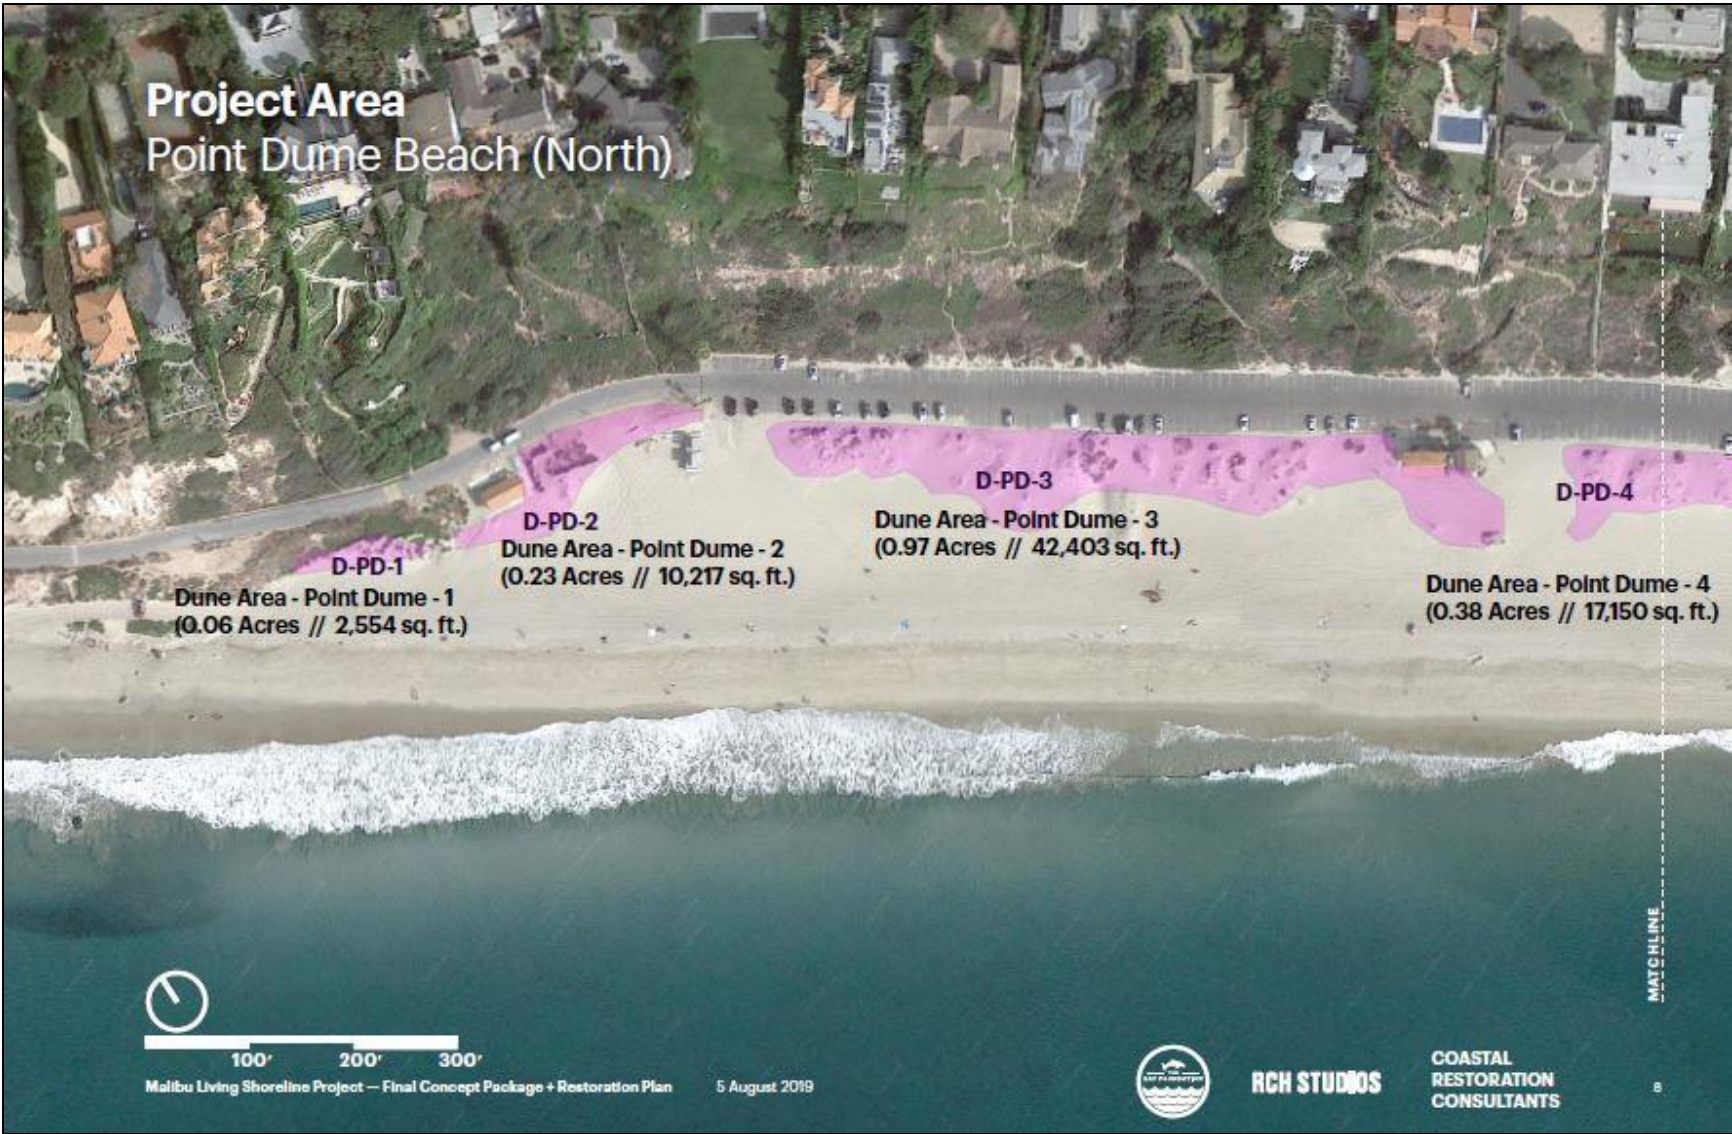 Project Area
Point Dume Beach (North)
D-PD-1
Dune Area - Point Dume - 1
(0.06 Acres // 2,554 sq. ft.)
D-PD-2
Dune Area - Point Dume - 2
(0.23 Acres // 10,217 sq. ft.)
D-PD-3
Dune Area - Point Dume - 3
(0.97 Acres // 42,403 sq. ft.)
D-PD-4
Dune Area - Point Dume - 4
(0.38 Acres // 17,150 sq. ft.)
MATCHLINE
100′ 200′ 300′
Malibu Living Shoreline Project — Final Concept Package + Restoration Plan 5 August 2019
RCH STUDIOS
COASTAL
RESTORATION
CONSULTANTS
8